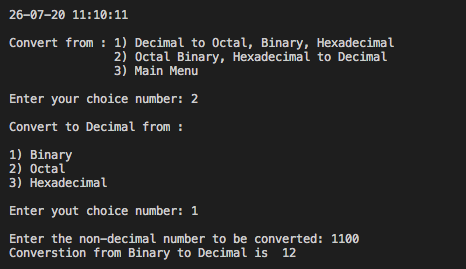 26-07-20 11:10:11
Convert from : 1) Decimal to Octal, Binary, Hexadecimal
2) Octal Binary, Hexadecimal to Decimal
3) Main Menu
Enter your choice number: 2
Convert to Decimal from :
1) Binary
2) Octal
3) Hexadecimal
Enter yout choice number: 1
Enter the non-decimal number to be converted: 1100
Converstion from Binary to Decimal is  12